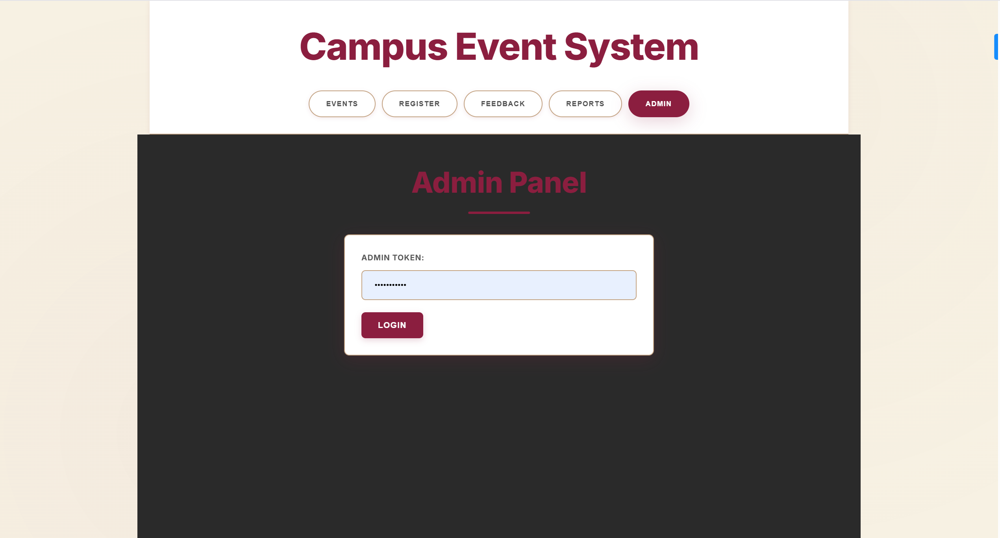 Campus Event System
EVENTS
REGISTER
FEEDBACK
REPORTS
ADMIN
Admin Panel
ADMIN TOKEN:
•••••••••••
LOGIN